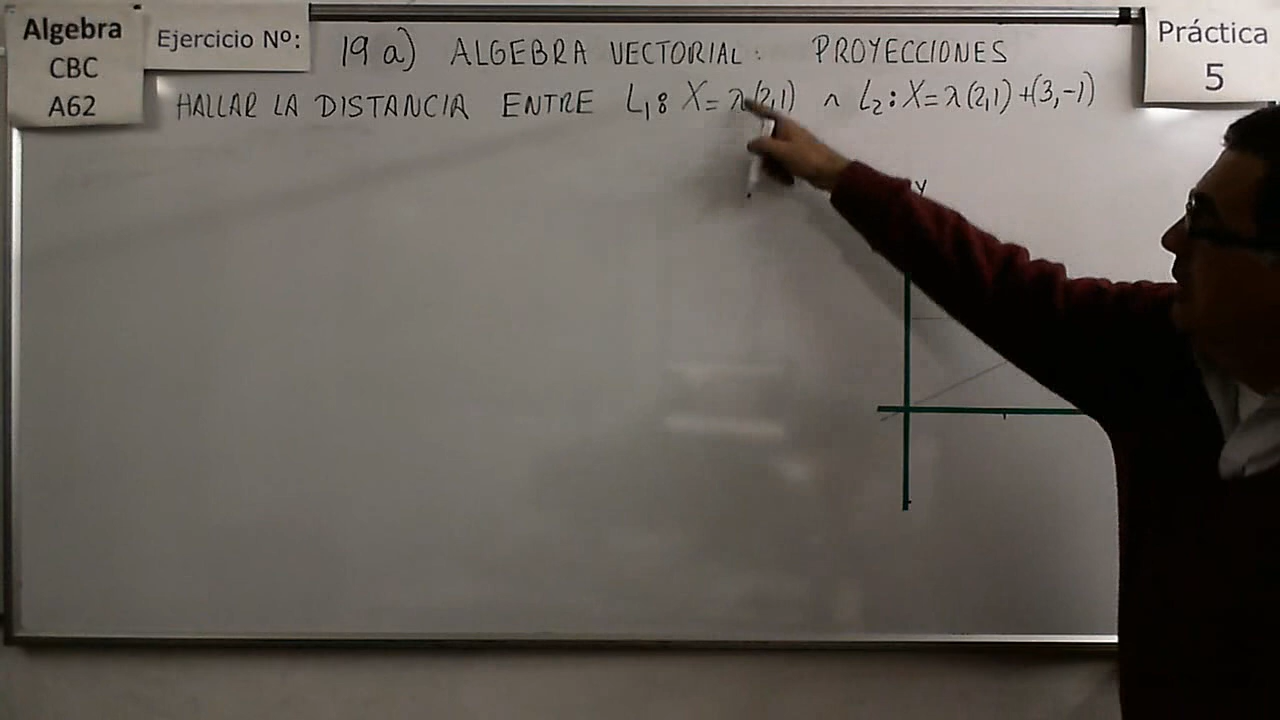 Algebra
CBC
A62
Ejercicio Nº:
19 a) ALGEBRA VECTORIAL: PROYECCIONES
HALLAR LA DISTANCIA ENTRE L₁: X=λ(2,1) ∧ L₂: X=λ(2,1)+(3,-1)
Práctica
5
Y